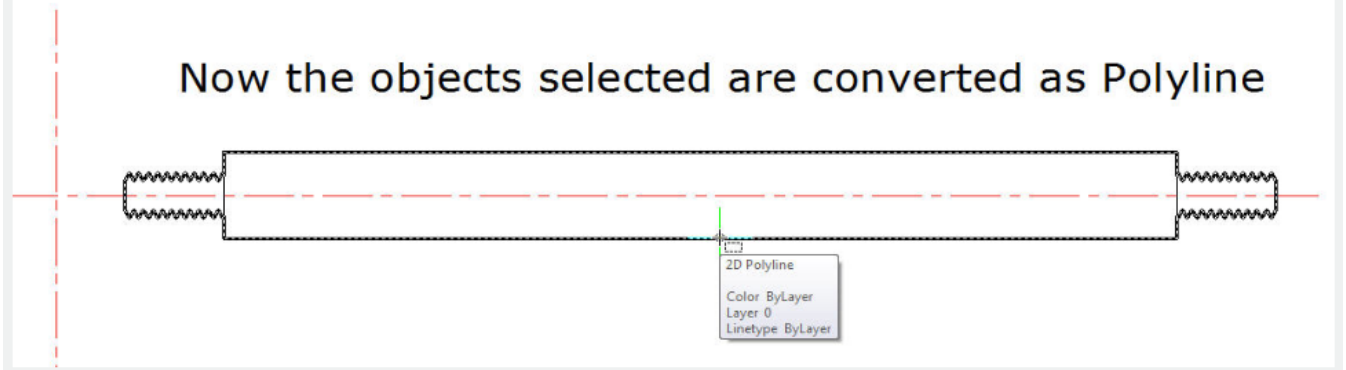 Now the objects selected are converted as Polyline
2D Polyline
Color ByLayer
Layer 0
Linetype ByLayer